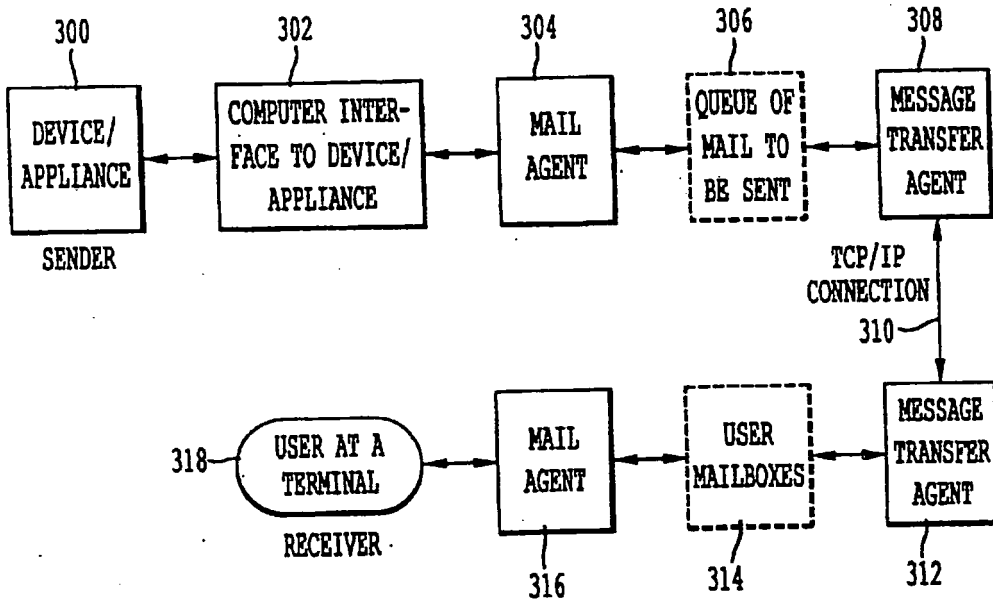 300
302
304
306
308
DEVICE/
APPLIANCE
COMPUTER INTER-
FACE TO DEVICE/
APPLIANCE
MAIL
AGENT
QUEUE OF
MAIL TO
BE SENT
MESSAGE
TRANSFER
AGENT
SENDER
TCP/IP
CONNECTION
310
318
USER AT A
TERMINAL
RECEIVER
MAIL
AGENT
316
USER
MAILBOXES
314
MESSAGE
TRANSFER
AGENT
312